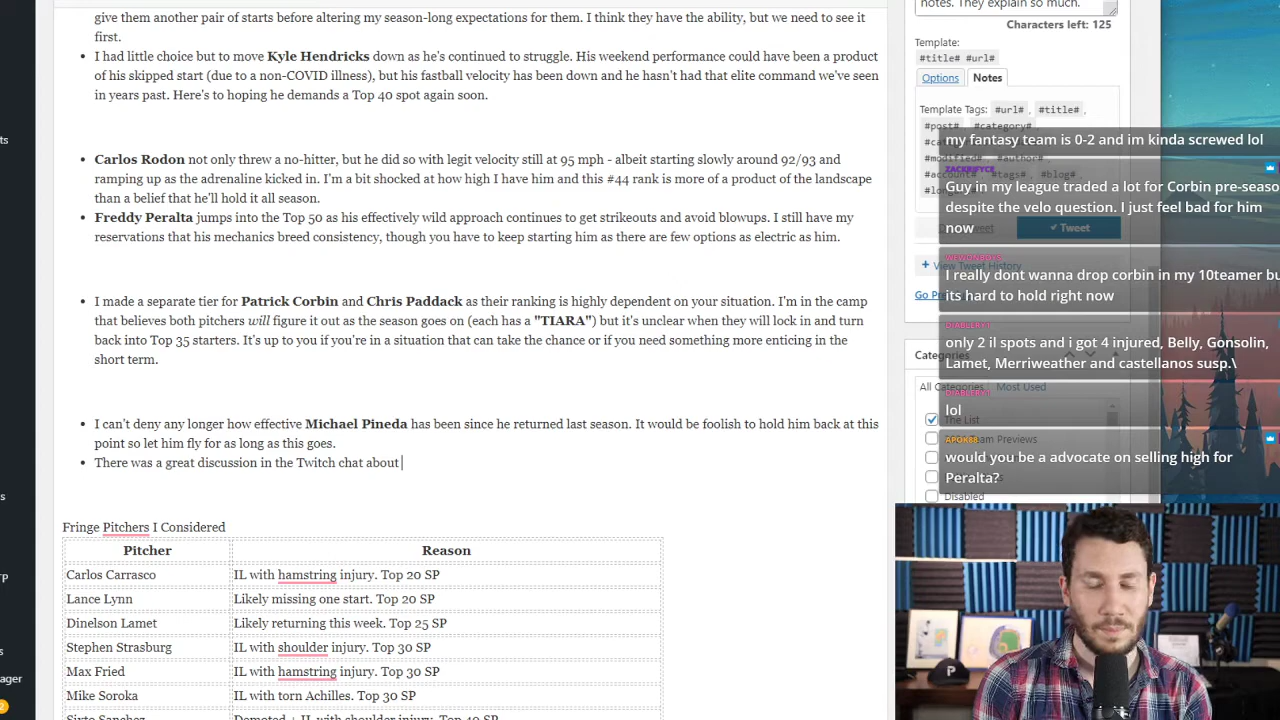 give them another pair of starts before altering my season-long expectations for them. I think they have the ability, but we need to see it
first.
I had little choice but to move Kyle Hendricks down as he's continued to struggle. His weekend performance could have been a product
of his skipped start (due to a non-COVID illness), but his fastball velocity has been down and he hasn't had that elite command we've seen
in years past. Here's to hoping he demands a Top 40 spot again soon.
Carlos Rodon not only threw a no-hitter, but he did so with legit velocity still at 95 mph - albeit starting slowly around 92/93 and
ramping up as the adrenaline kicked in. I'm a bit shocked at how high I have him and this #44 rank is more of a product of the landscape
than a belief that he'll hold it all season.
Freddy Peralta jumps into the Top 50 as his effectively wild approach continues to get strikeouts and avoid blowups. I still have my
reservations that his mechanics breed consistency, though you have to keep starting him as there are few options as electric as him.
I made a separate tier for Patrick Corbin and Chris Paddack as their ranking is highly dependent on your situation. I'm in the camp
that believes both pitchers will figure it out as the season goes on (each has a "TIARA") but it's unclear when they will lock in and turn
back into Top 35 starters. It's up to you if you're in a situation that can take the chance or if you need something more enticing in the
short term.
I can't deny any longer how effective Michael Pineda has been since he returned last season. It would be foolish to hold him back at this
point so let him fly for as long as this goes.
There was a great discussion in the Twitch chat about
Fringe Pitchers I Considered
Pitcher Reason
Carlos Carrasco IL with hamstring injury. Top 20 SP
Lance Lynn Likely missing one start. Top 20 SP
Dinelson Lamet Likely returning this week. Top 25 SP
Stephen Strasburg IL with shoulder injury. Top 30 SP
Max Fried IL with hamstring injury. Top 30 SP
Mike Soroka IL with torn Achilles. Top 30 SP
Sixto Sanchez Demoted + IL with shoulder injury. Top 40 SP
notes. They explain so much.
Characters left: 125
Template:
#title# #url#
Options Notes
Template Tags: #url# , #title# ,
#post# , #category# ,
#modified# , #author# ,
#account# , #tags# , #blog# ,
Tweet
View Tweet History
Categories
All Categories Most Used
The List
Team Previews
Disabled
my fantasy team is 0-2 and im kinda screwed lol
Guy in my league traded a lot for Corbin pre-seaso
despite the velo question. I just feel bad for him
now
I really dont wanna drop corbin in my 10teamer bu
its hard to hold right now
DIABLERY1
only 2 il spots and i got 4 injured, Belly, Gonsolin,
Lamet, Merriweather and castellanos susp.\
DIABLERY1
lol
APOK88
would you be a advocate on selling high for
Peralta?